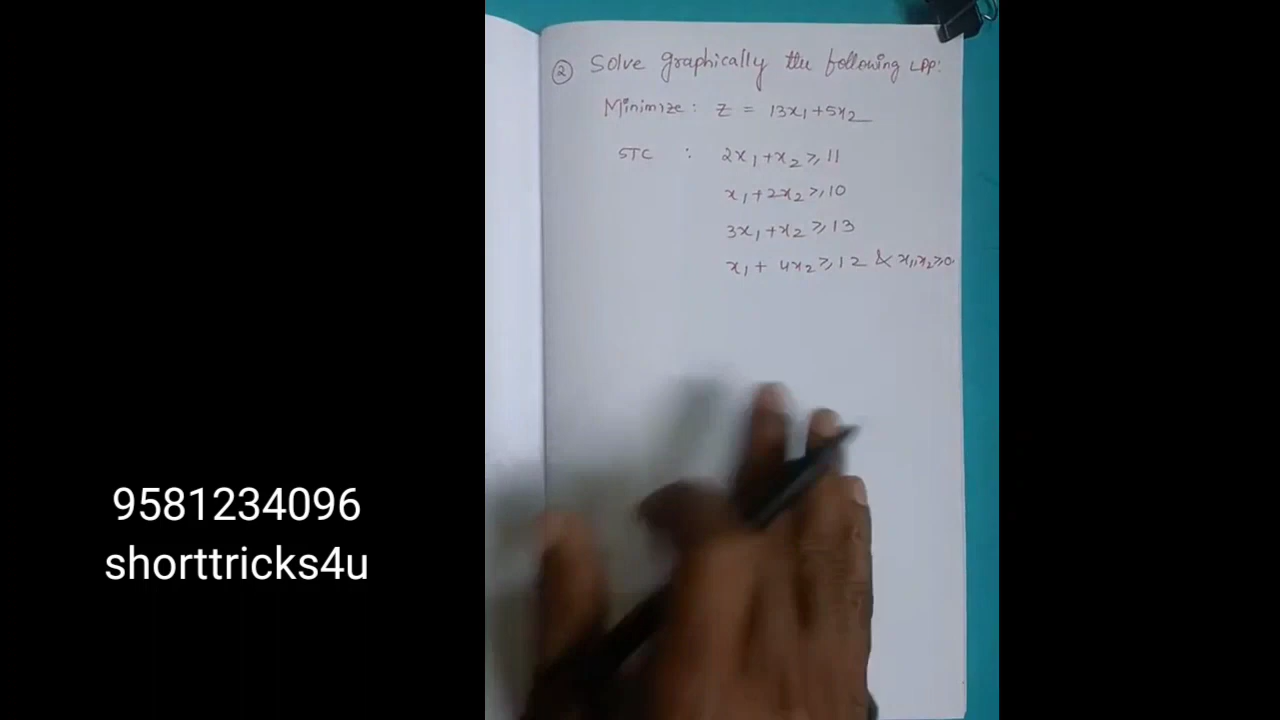 ② Solve graphically the following LPP:
Minimize: Z = 13x₁+5x₂
STC : 2x₁+x₂ ≥ 11
x₁+2x₂ ≥ 10
3x₁+x₂ ≥ 13
x₁+ 4x₂ ≥ 12 & x₁,x₂ ≥ 0.
9581234096
shorttricks4u